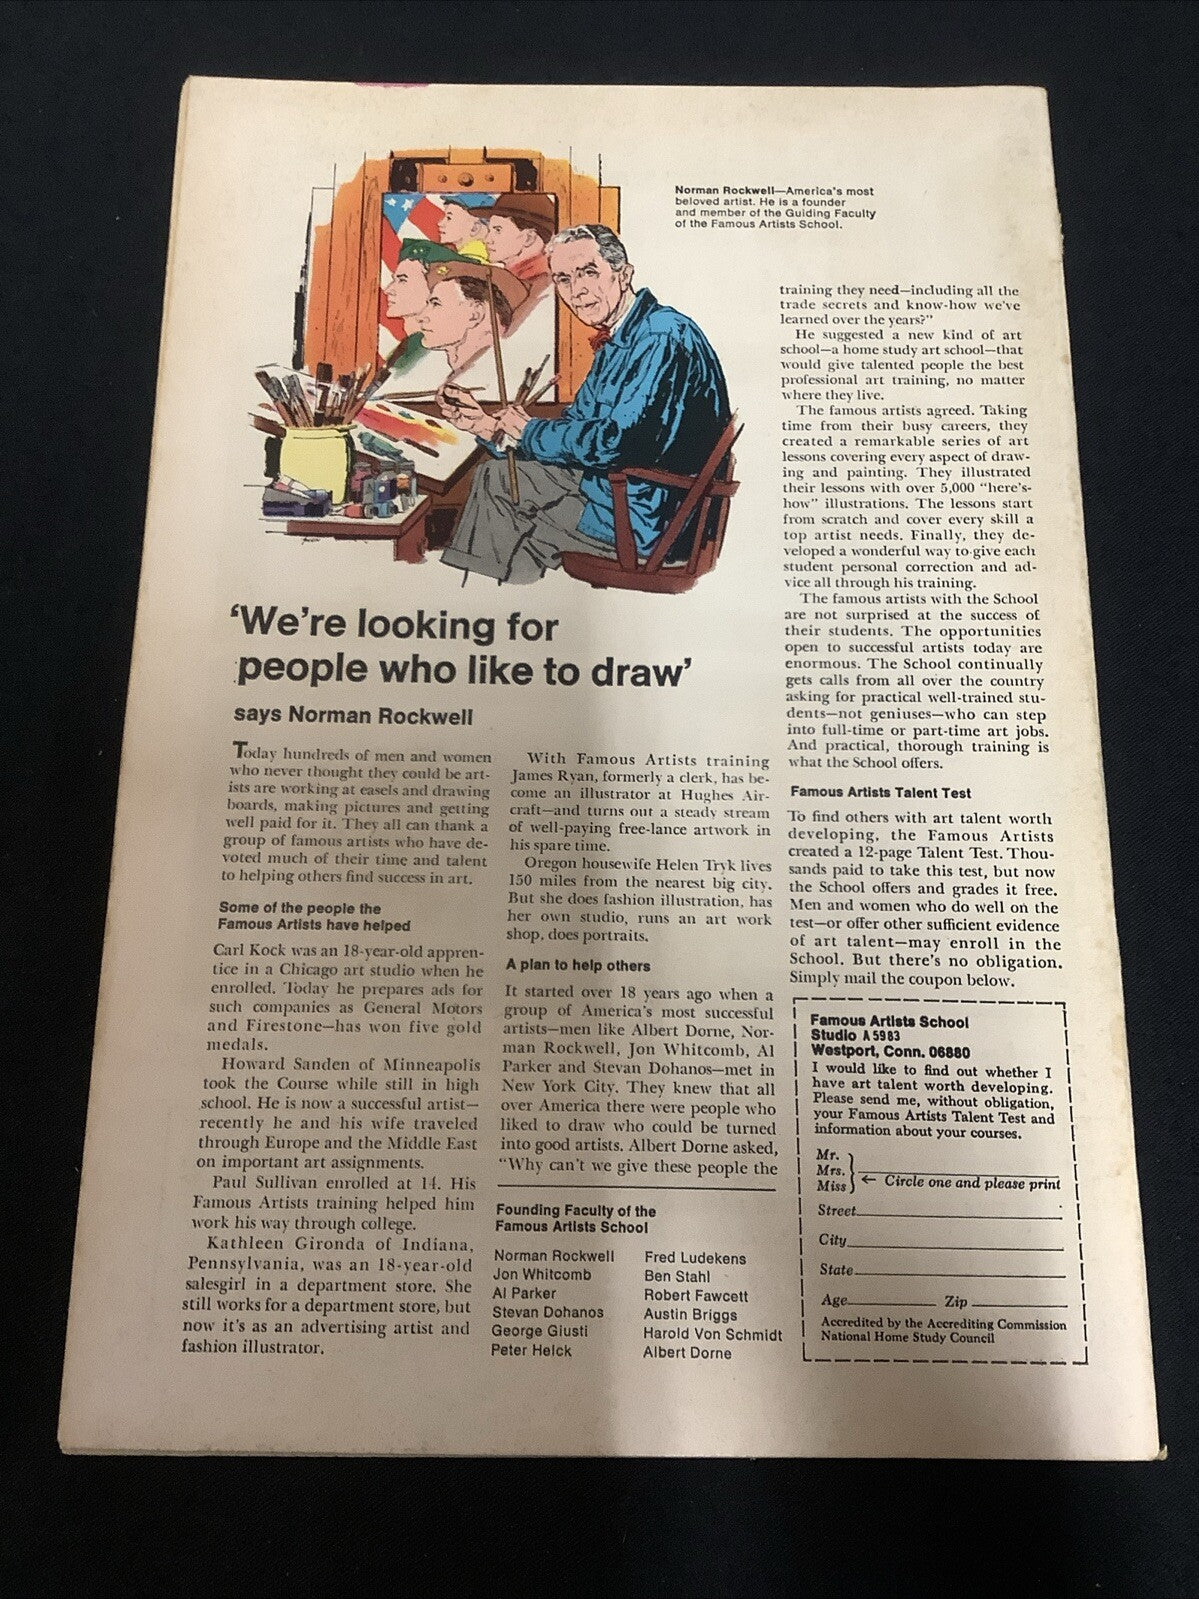 Norman Rockwell—America's most
beloved artist. He is a founder
and member of the Guiding Faculty
of the Famous Artists School.
'We're looking for
people who like to draw'
says Norman Rockwell
Today hundreds of men and women
who never thought they could be art-
ists are working at easels and drawing
boards, making pictures and getting
well paid for it. They all can thank a
group of famous artists who have de-
voted much of their time and talent
to helping others find success in art.
Some of the people the
Famous Artists have helped
Carl Kock was an 18-year-old appren-
tice in a Chicago art studio when he
enrolled. Today he prepares ads for
such companies as General Motors
and Firestone—has won five gold
medals.
Howard Sanden of Minneapolis
took the Course while still in high
school. He is now a successful artist—
recently he and his wife traveled
through Europe and the Middle East
on important art assignments.
Paul Sullivan enrolled at 14. His
Famous Artists training helped him
work his way through college.
Kathleen Gironda of Indiana,
Pennsylvania, was an 18-year-old
salesgirl in a department store. She
still works for a department store, but
now it's as an advertising artist and
fashion illustrator.
With Famous Artists training
James Ryan, formerly a clerk, has be-
come an illustrator at Hughes Air-
craft—and turns out a steady stream
of well-paying free-lance artwork in
his spare time.
Oregon housewife Helen Tryk lives
150 miles from the nearest big city.
But she does fashion illustration, has
her own studio, runs an art work
shop, does portraits.
A plan to help others
It started over 18 years ago when a
group of America's most successful
artists—men like Albert Dorne, Nor-
man Rockwell, Jon Whitcomb, Al
Parker and Stevan Dohanos—met in
New York City. They knew that all
over America there were people who
liked to draw who could be turned
into good artists. Albert Dorne asked,
"Why can't we give these people the
Founding Faculty of the
Famous Artists School
Norman Rockwell
Jon Whitcomb
Al Parker
Stevan Dohanos
George Giusti
Peter Helck
Fred Ludekens
Ben Stahl
Robert Fawcett
Austin Briggs
Harold Von Schmidt
Albert Dorne
training they need—including all the
trade secrets and know-how we've
learned over the years?"
He suggested a new kind of art
school—a home study art school—that
would give talented people the best
professional art training, no matter
where they live.
The famous artists agreed. Taking
time from their busy careers, they
created a remarkable series of art
lessons covering every aspect of draw-
ing and painting. They illustrated
their lessons with over 5,000 "here's-
how" illustrations. The lessons start
from scratch and cover every skill a
top artist needs. Finally, they de-
veloped a wonderful way to give each
student personal correction and ad-
vice all through his training.
The famous artists with the School
are not surprised at the success of
their students. The opportunities
open to successful artists today are
enormous. The School continually
gets calls from all over the country
asking for practical well-trained stu-
dents—not geniuses—who can step
into full-time or part-time art jobs.
And practical, thorough training is
what the School offers.
Famous Artists Talent Test
To find others with art talent worth
developing, the Famous Artists
created a 12-page Talent Test. Thou-
sands paid to take this test, but now
the School offers and grades it free.
Men and women who do well on the
test—or offer other sufficient evidence
of art talent—may enroll in the
School. But there's no obligation.
Simply mail the coupon below.
Famous Artists School
Studio A5983
Westport, Conn. 06880
I would like to find out whether I
have art talent worth developing.
Please send me, without obligation,
your Famous Artists Talent Test and
information about your courses.
Mr.
Mrs.
Miss
← Circle one and please print
Street
City
State
Age Zip
Accredited by the Accrediting Commission
National Home Study Council